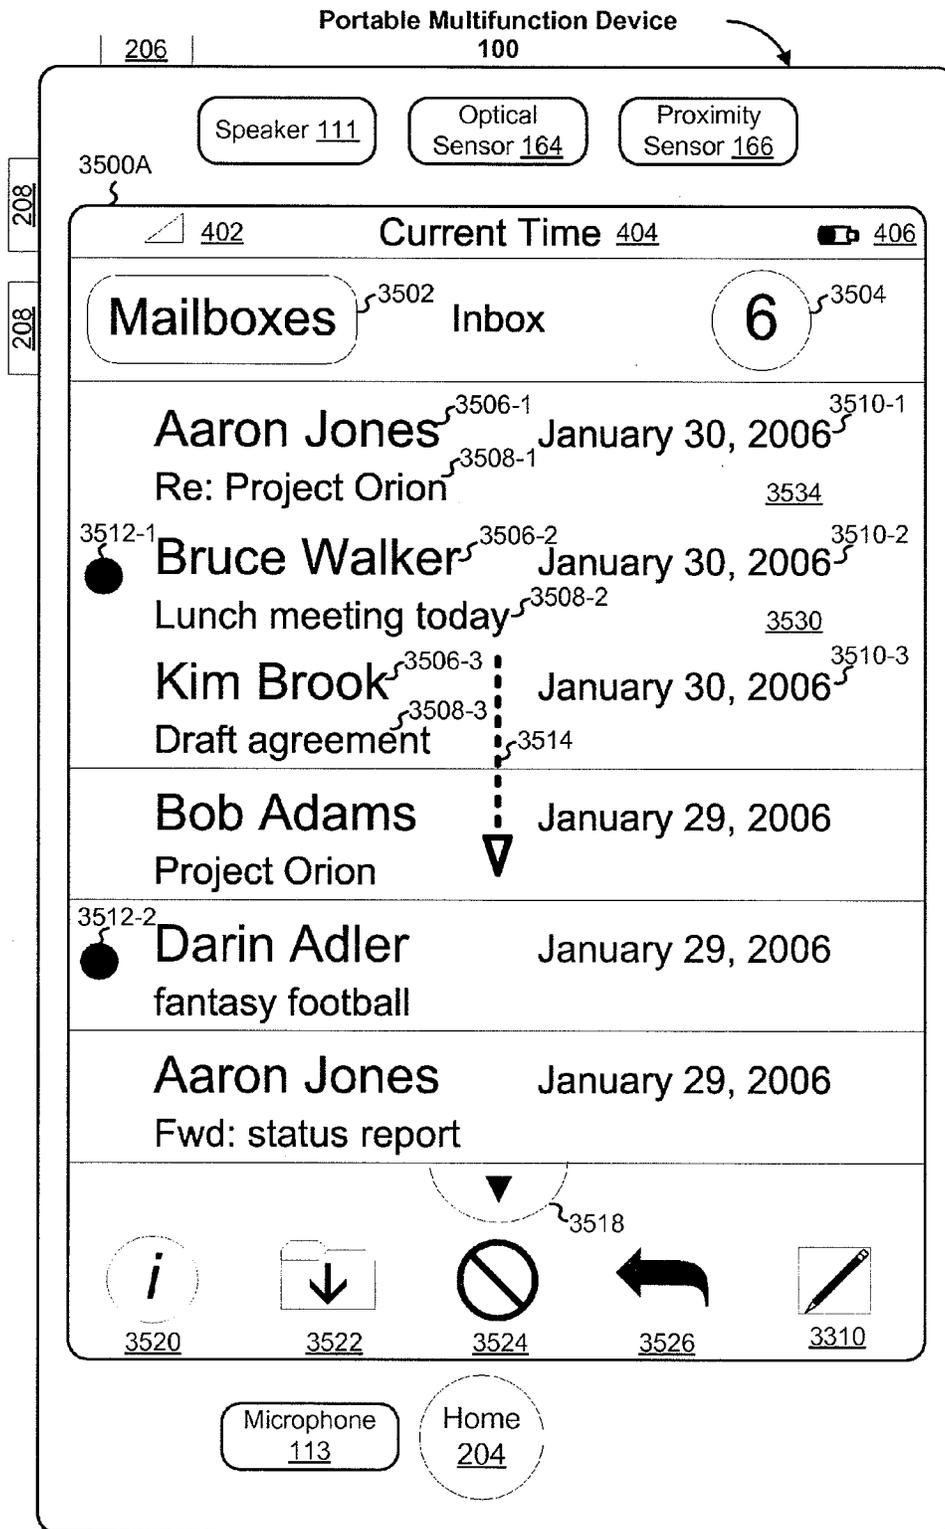 Portable Multifunction Device
100
206
Speaker 111
Optical
Sensor 164
Proximity
Sensor 166
3500A
208
208
402
Current Time 404
406
Mailboxes
3502
Inbox
6
3504
Aaron Jones
3506-1
January 30, 2006
3510-1
Re: Project Orion
3508-1
3534
3512-1
Bruce Walker
3506-2
January 30, 2006
3510-2
Lunch meeting today
3508-2
3530
Kim Brook
3506-3
January 30, 2006
3510-3
Draft agreement
3508-3
3514
Bob Adams
January 29, 2006
Project Orion
3512-2
Darin Adler
January 29, 2006
fantasy football
Aaron Jones
January 29, 2006
Fwd: status report
3518
i
3520
3522
3524
3526
3310
Microphone
113
Home
204